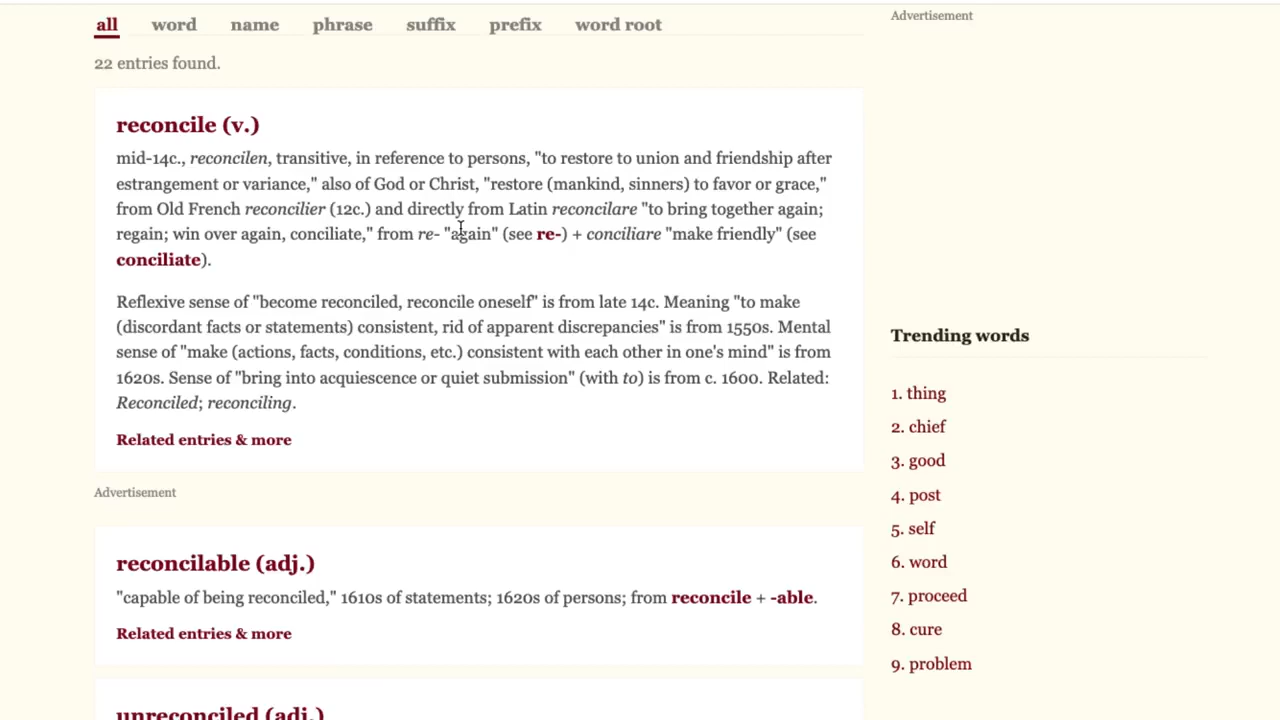 all word name phrase suffix prefix word root
Advertisement
22 entries found.
reconcile (v.)
mid-14c., reconcilen, transitive, in reference to persons, "to restore to union and friendship after
estrangement or variance," also of God or Christ, "restore (mankind, sinners) to favor or grace,"
from Old French reconcilier (12c.) and directly from Latin reconcilare "to bring together again;
regain; win over again, conciliate," from re- "again" (see re-) + conciliare "make friendly" (see
conciliate).
Reflexive sense of "become reconciled, reconcile oneself" is from late 14c. Meaning "to make
(discordant facts or statements) consistent, rid of apparent discrepancies" is from 1550s. Mental
sense of "make (actions, facts, conditions, etc.) consistent with each other in one's mind" is from
1620s. Sense of "bring into acquiescence or quiet submission" (with to) is from c. 1600. Related:
Reconciled; reconciling.
Related entries & more
Advertisement
reconcilable (adj.)
"capable of being reconciled," 1610s of statements; 1620s of persons; from reconcile + -able.
Related entries & more
unreconciled (adj.)
Trending words
1. thing
2. chief
3. good
4. post
5. self
6. word
7. proceed
8. cure
9. problem